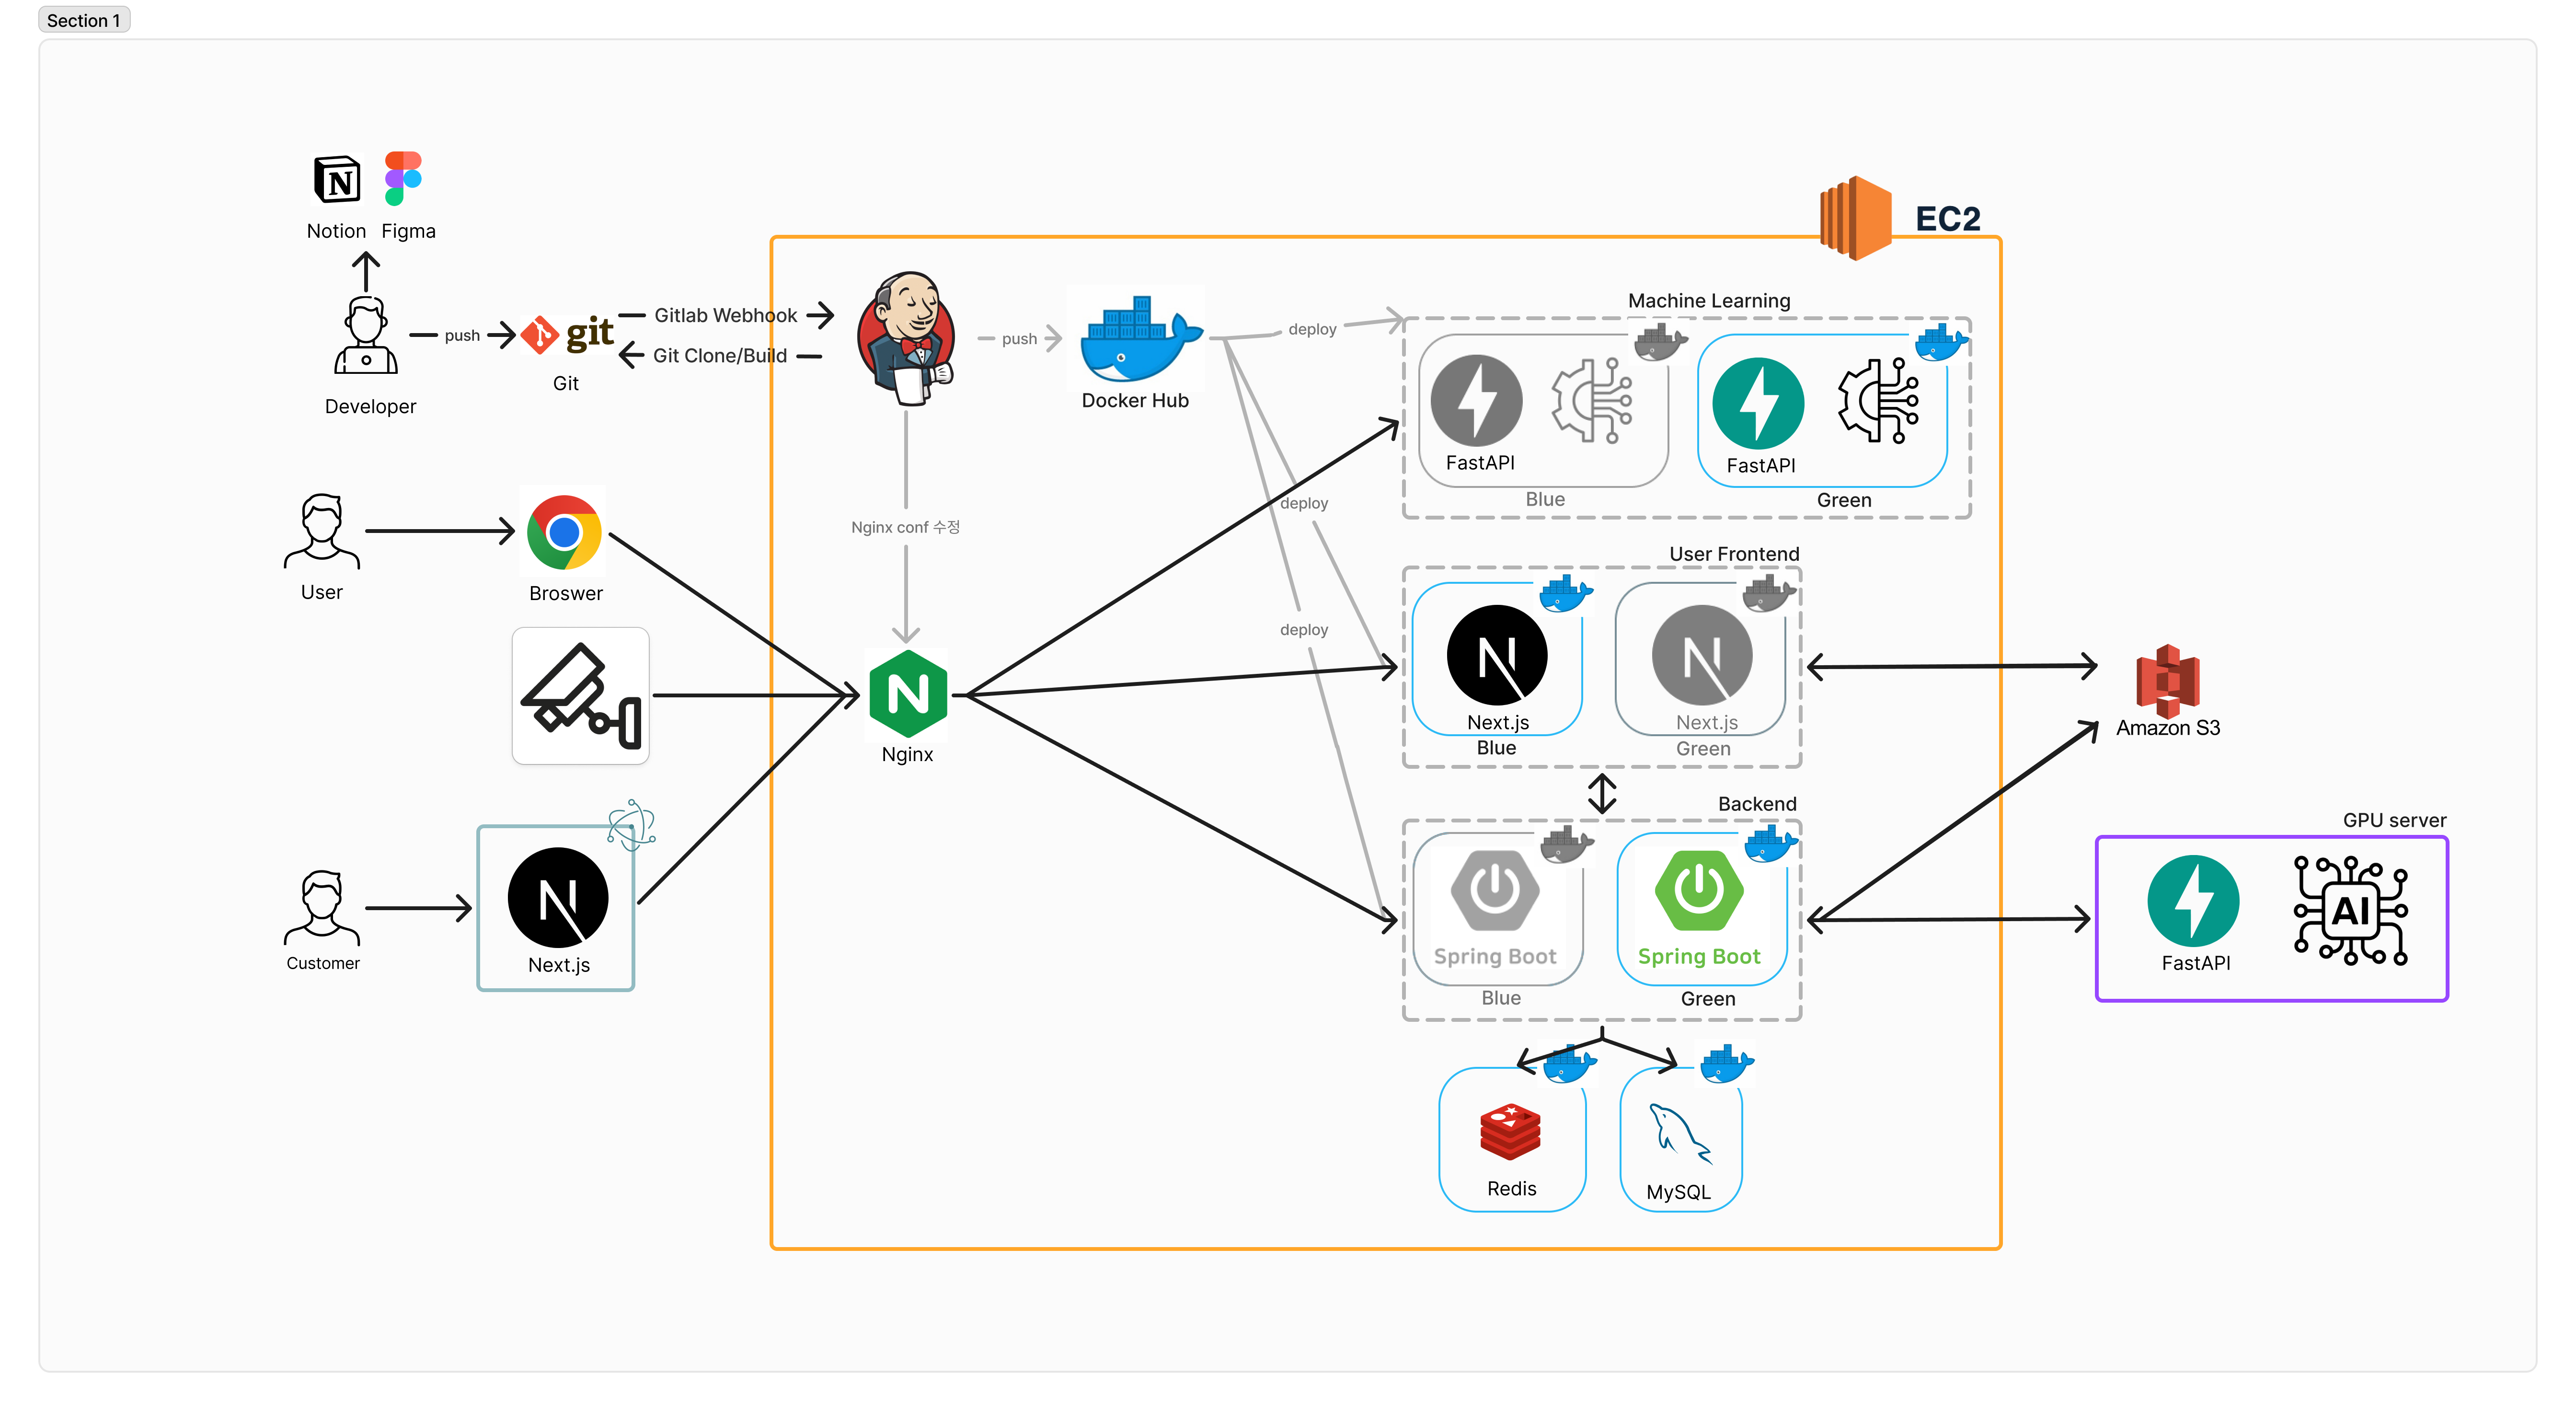 Section 1
Notion
Figma
EC2
Machine Learning
push
git
Gitlab Webhook
Git Clone/Build
push
deploy
Git
Developer
Docker Hub
FastAPI
FastAPI
Blue
Green
deploy
Nginx conf 수정
User Frontend
User
Broswer
deploy
Next.js
Next.js
Blue
Green
Nginx
Amazon S3
Backend
GPU server
Spring Boot
Spring Boot
Blue
Green
AI
FastAPI
Customer
Next.js
Redis
MySQL